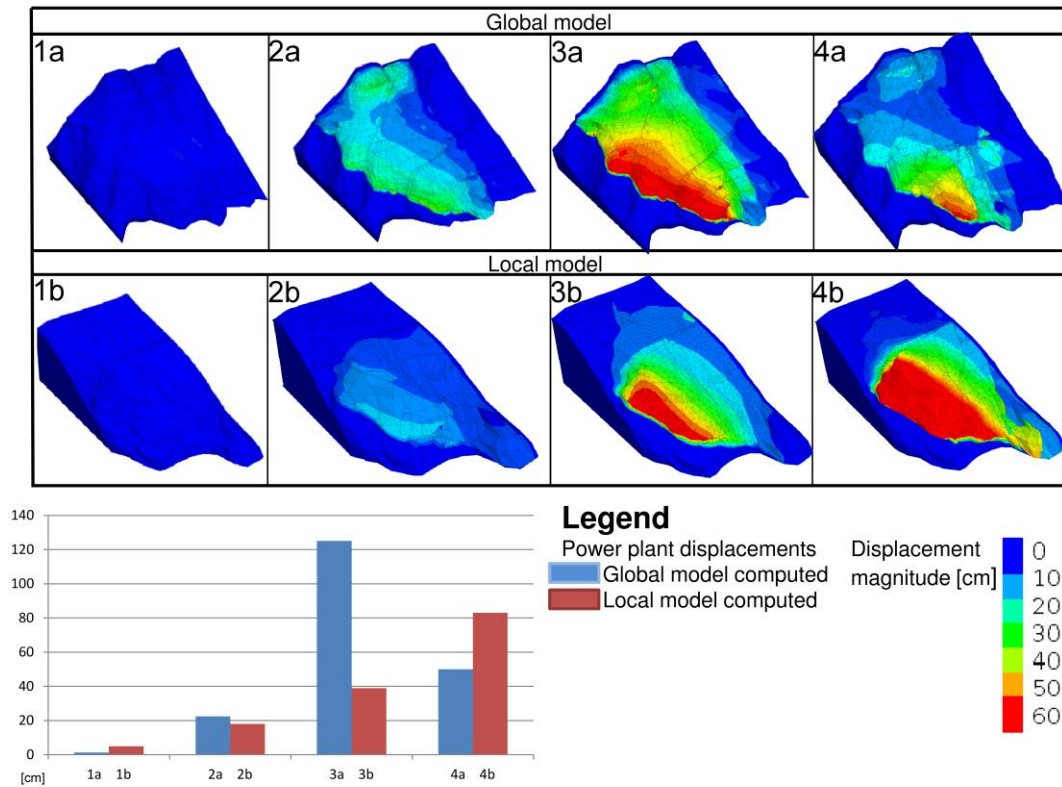 Global model
1a 2a 3a 4a
Local model
1b 2b 3b 4b
140
120
100
80
60
40
20
0
[cm]
1a 1b 2a 2b 3a 3b 4a 4b
Legend
Power plant displacements
Global model computed
Local model computed
Displacement
magnitude [cm]
0
10
20
30
40
50
60